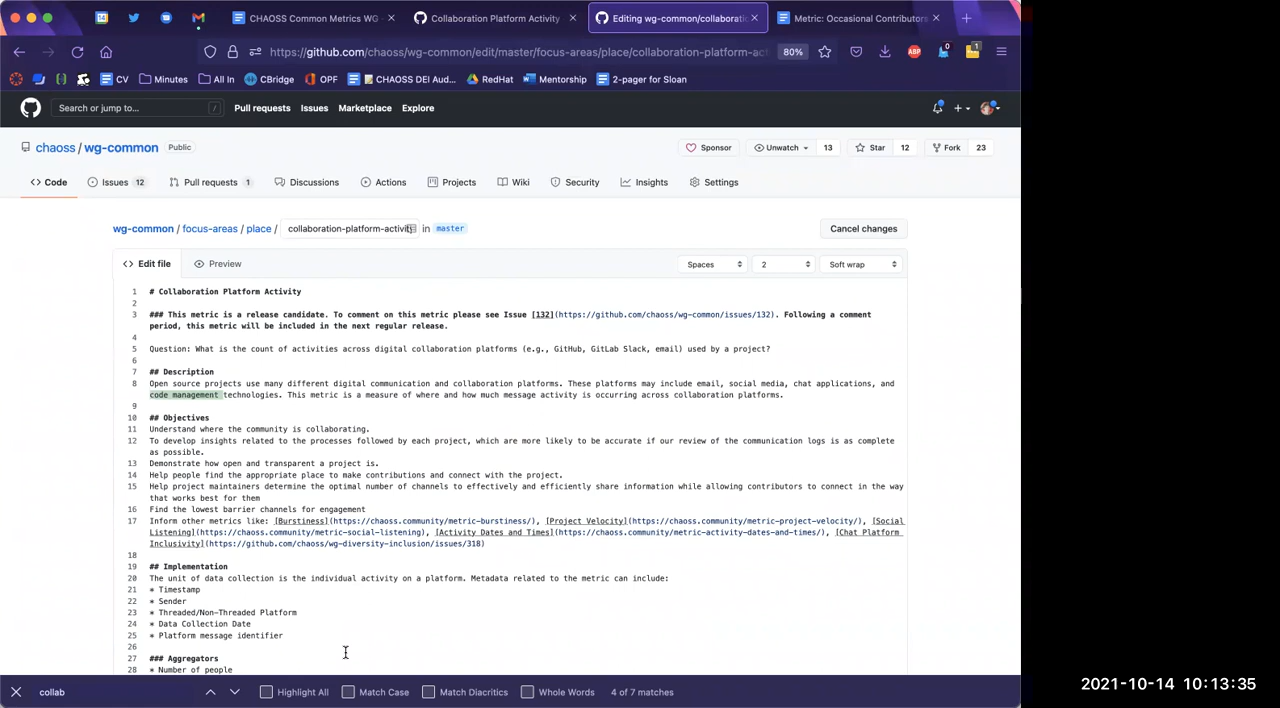 CHAOSS Common Metrics WG
Collaboration Platform Activity
Editing wg-common/collaborati
Metric: Occasional Contributors
https://github.com/chaoss/wg-common/edit/master/focus-areas/place/collaboration-platform-act
80%
CV
Minutes
All In
CBridge
OPF
CHAOSS DEI Aud...
RedHat
Mentorship
2-pager for Sloan
Search or jump to...
Pull requests
Issues
Marketplace
Explore
chaoss / wg-common
Public
Sponsor
Unwatch
13
Star
12
Fork
23
Code
Issues 12
Pull requests 1
Discussions
Actions
Projects
Wiki
Security
Insights
Settings
wg-common / focus-areas / place /
collaboration-platform-activit
in
master
Cancel changes
Edit file
Preview
Spaces
2
Soft wrap
1 # Collaboration Platform Activity
2
3 ### This metric is a release candidate. To comment on this metric please see Issue [132](https://github.com/chaoss/wg-common/issues/132). Following a comment
period, this metric will be included in the next regular release.
4
5 Question: What is the count of activities across digital collaboration platforms (e.g., GitHub, GitLab Slack, email) used by a project?
6
7 ## Description
8 Open source projects use many different digital communication and collaboration platforms. These platforms may include email, social media, chat applications, and
code management technologies. This metric is a measure of where and how much message activity is occurring across collaboration platforms.
9
10 ## Objectives
11 Understand where the community is collaborating.
12 To develop insights related to the processes followed by each project, which are more likely to be accurate if our review of the communication logs is as complete
as possible.
13 Demonstrate how open and transparent a project is.
14 Help people find the appropriate place to make contributions and connect with the project.
15 Help project maintainers determine the optimal number of channels to effectively and efficiently share information while allowing contributors to connect in the way
that works best for them
16 Find the lowest barrier channels for engagement
17 Inform other metrics like: [Burstiness](https://chaoss.community/metric-burstiness/), [Project Velocity](https://chaoss.community/metric-project-velocity/), [Social
Listening](https://chaoss.community/metric-social-listening), [Activity Dates and Times](https://chaoss.community/metric-activity-dates-and-times/), [Chat Platform
Inclusivity](https://github.com/chaoss/wg-diversity-inclusion/issues/318)
18
19 ## Implementation
20 The unit of data collection is the individual activity on a platform. Metadata related to the metric can include:
21 * Timestamp
22 * Sender
23 * Threaded/Non-Threaded Platform
24 * Data Collection Date
25 * Platform message identifier
26
27 ### Aggregators
28 * Number of people
collab
Highlight All
Match Case
Match Diacritics
Whole Words
4 of 7 matches
2021-10-14 10:13:35